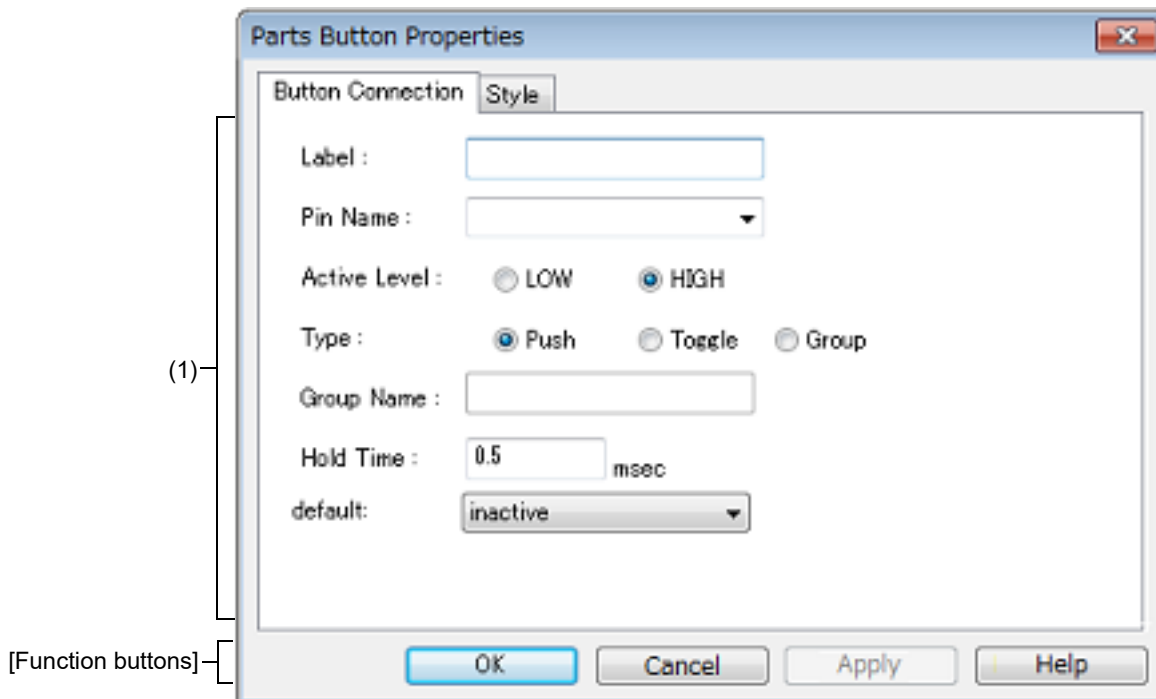 Parts Button Properties
Button Connection Style
Label :
Pin Name :
Active Level : LOW HIGH
Type : Push Toggle Group
(1)
Group Name :
Hold Time : 0.5 msec
default: inactive
[Function buttons]
OK Cancel Apply Help